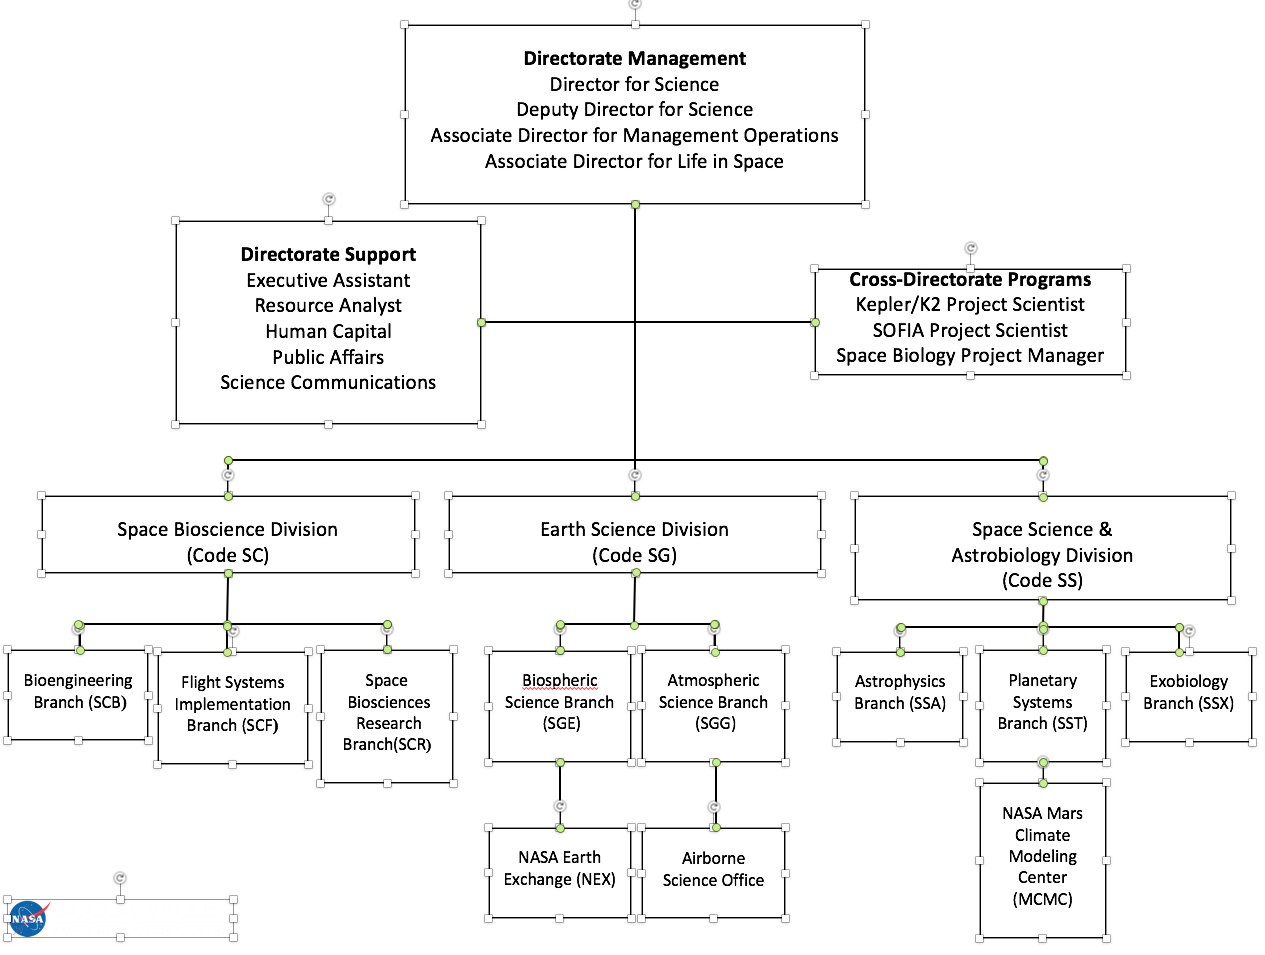 Directorate Management
Director for Science
Deputy Director for Science
Associate Director for Management Operations
Associate Director for Life in Space
Directorate Support
Executive Assistant
Resource Analyst
Human Capital
Public Affairs
Science Communications
Cross-Directorate Programs
Kepler/K2 Project Scientist
SOFIA Project Scientist
Space Biology Project Manager
Space Bioscience Division
(Code SC)
Earth Science Division
(Code SG)
Space Science &
Astrobiology Division
(Code SS)
Bioengineering
Branch (SCB)
Flight Systems
Implementation
Branch (SCF)
Space
Biosciences
Research
Branch(SCR)
Biospheric
Science Branch
(SGE)
Atmospheric
Science Branch
(SGG)
Astrophysics
Branch (SSA)
Planetary
Systems
Branch (SST)
Exobiology
Branch (SSX)
NASA Earth
Exchange (NEX)
Airborne
Science Office
NASA Mars
Climate
Modeling
Center
(MCMC)
NASA